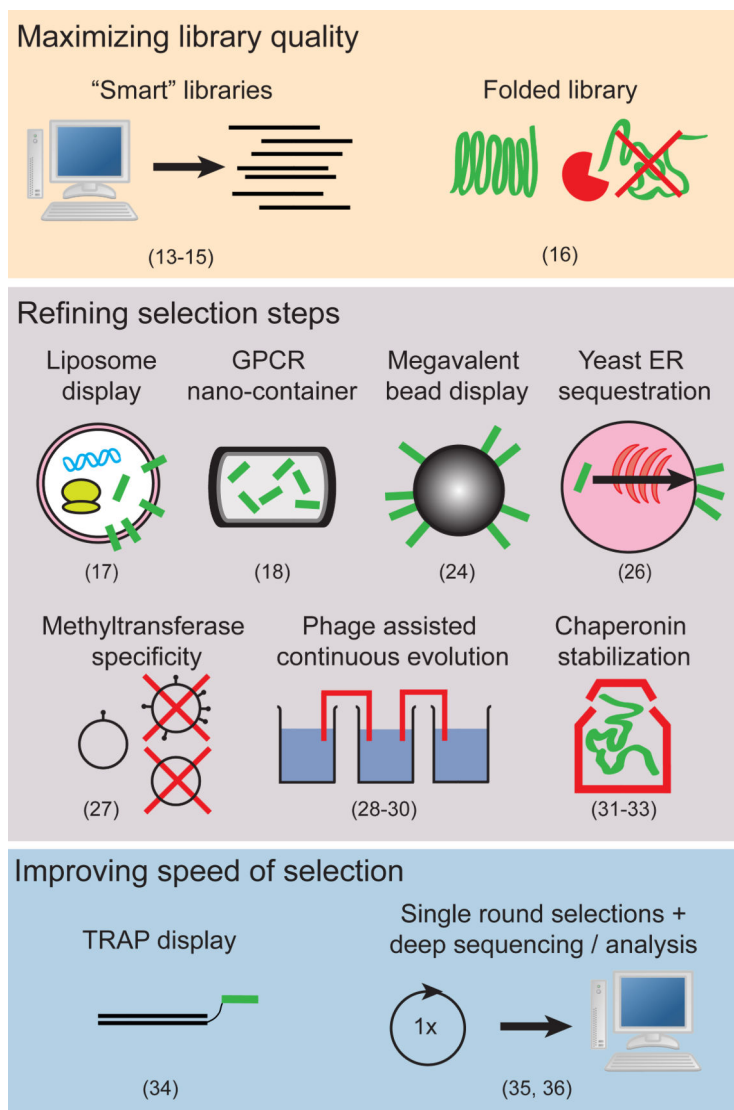 Maximizing library quality
“Smart” libraries
Folded library
(13-15)
(16)
Refining selection steps
Liposome
display
GPCR
nano-container
Megavalent
bead display
Yeast ER
sequestration
(17)
(18)
(24)
(26)
Methyltransferase
specificity
Phage assisted
continuous evolution
Chaperonin
stabilization
(27)
(28-30)
(31-33)
Improving speed of selection
TRAP display
Single round selections +
deep sequencing / analysis
1x
(34)
(35, 36)